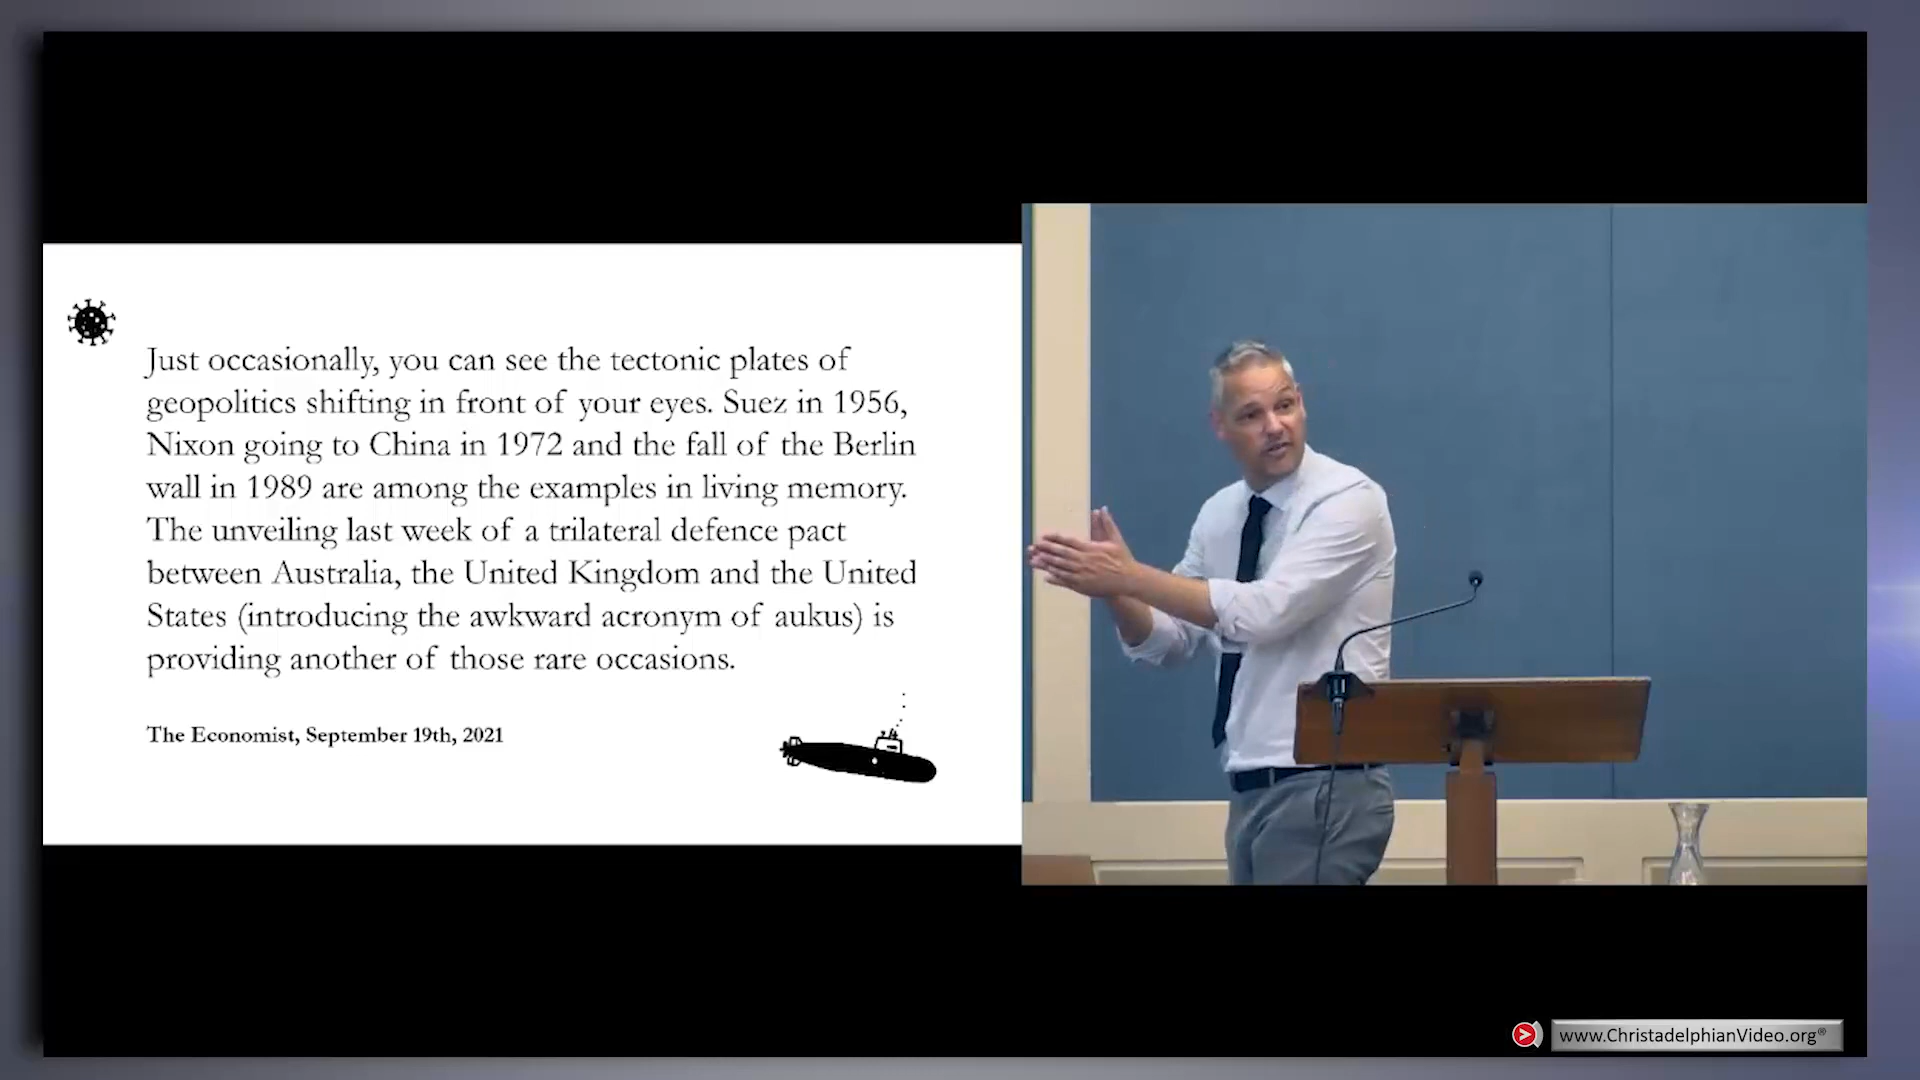 Just occasionally, you can see the tectonic plates of
geopolitics shifting in front of your eyes. Suez in 1956,
Nixon going to China in 1972 and the fall of the Berlin
wall in 1989 are among the examples in living memory.
The unveiling last week of a trilateral defence pact
between Australia, the United Kingdom and the United
States (introducing the awkward acronym of aukus) is
providing another of those rare occasions.
The Economist, September 19th, 2021
www.ChristadelphianVideo.org®